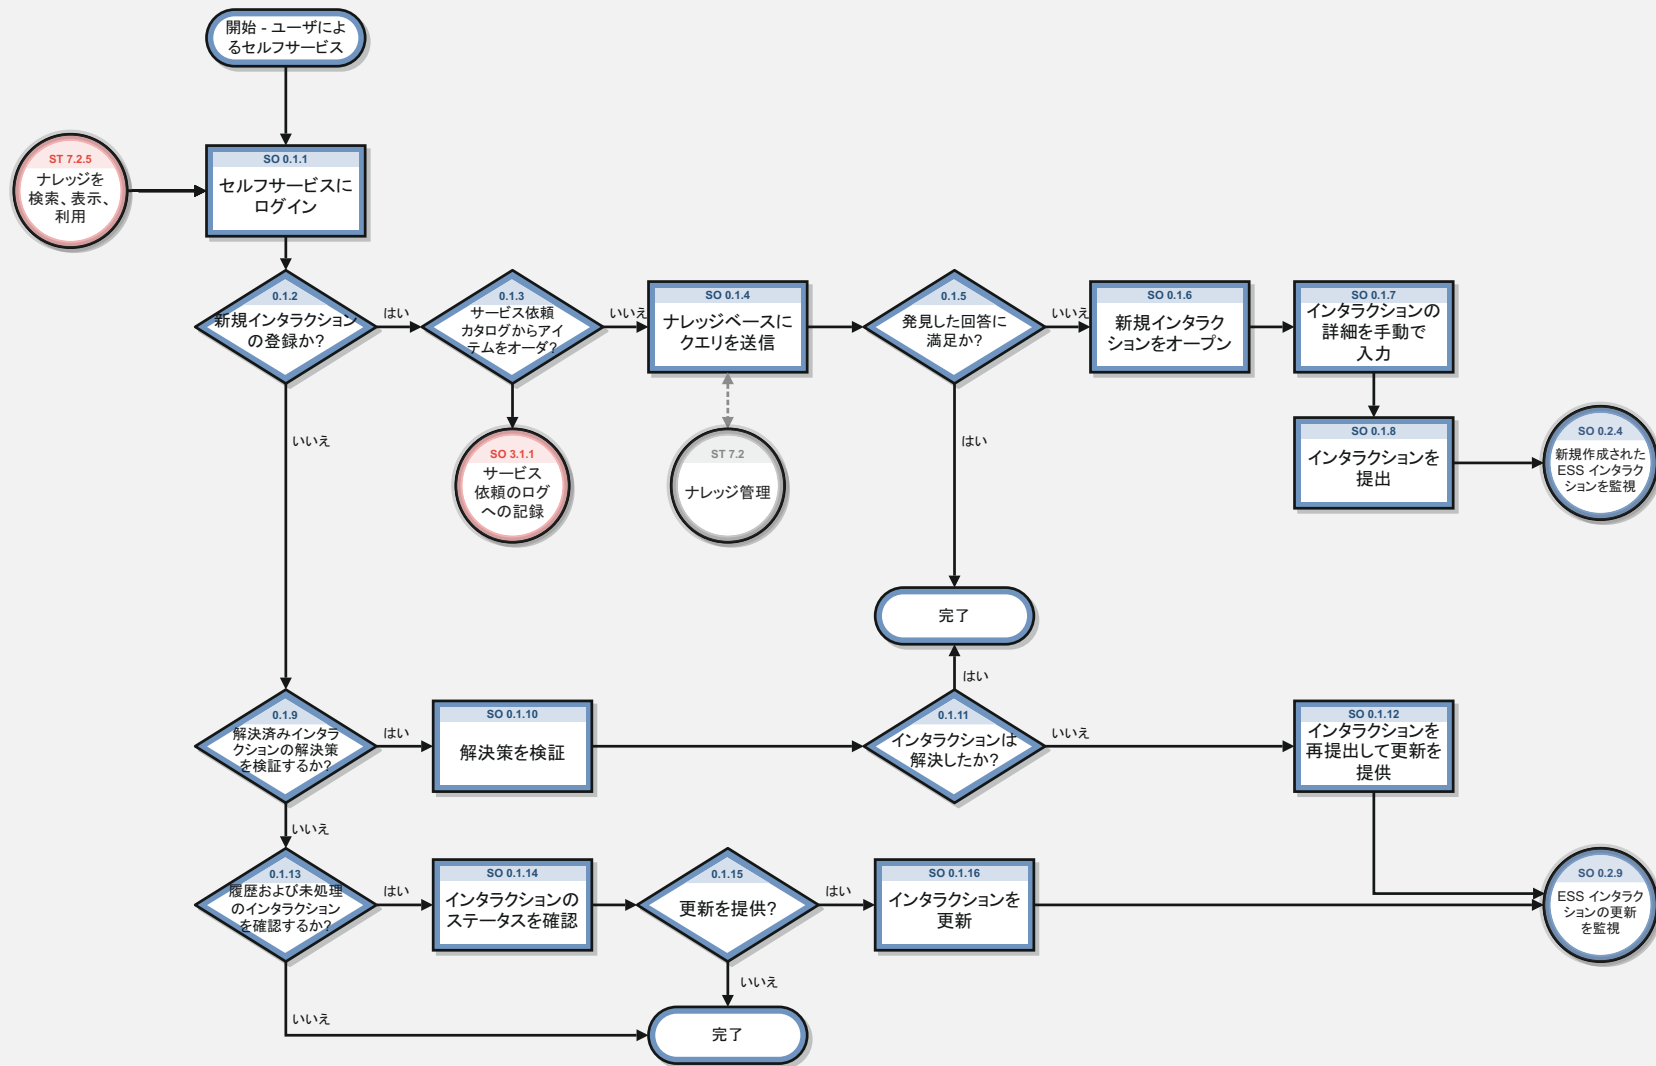 開始 - ユーザによ
るセルフサービス
ST 7.2.5
ナレッジを
検索、表示、
利用
SO 0.1.1
セルフサービスに
ログイン
0.1.2
新規インタラクション
の登録か?
はい
いいえ
0.1.3
サービス依頼
カタログからアイ
テムをオーダ?
いいえ
SO 3.1.1
サービス
依頼のログ
への記録
SO 0.1.4
ナレッジベースに
クエリを送信
ST 7.2
ナレッジ管理
0.1.5
発見した回答に
満足か?
いいえ
はい
SO 0.1.6
新規インタラク
ションをオープン
SO 0.1.7
インタラクションの
詳細を手動で
入力
SO 0.1.8
インタラクションを
提出
SO 0.2.4
新規作成された
ESS インタラク
ションを監視
完了
0.1.9
解決済みインタラ
クションの解決策
を検証するか?
はい
いいえ
SO 0.1.10
解決策を検証
0.1.11
インタラクションは
解決したか?
はい
いいえ
SO 0.1.12
インタラクションを
再提出して更新を
提供
0.1.13
履歴および未処理
のインタラクション
を確認するか?
はい
いいえ
SO 0.1.14
インタラクションの
ステータスを確認
0.1.15
更新を提供?
はい
いいえ
SO 0.1.16
インタラクションを
更新
SO 0.2.9
ESS インタラク
ションの更新
を監視
完了